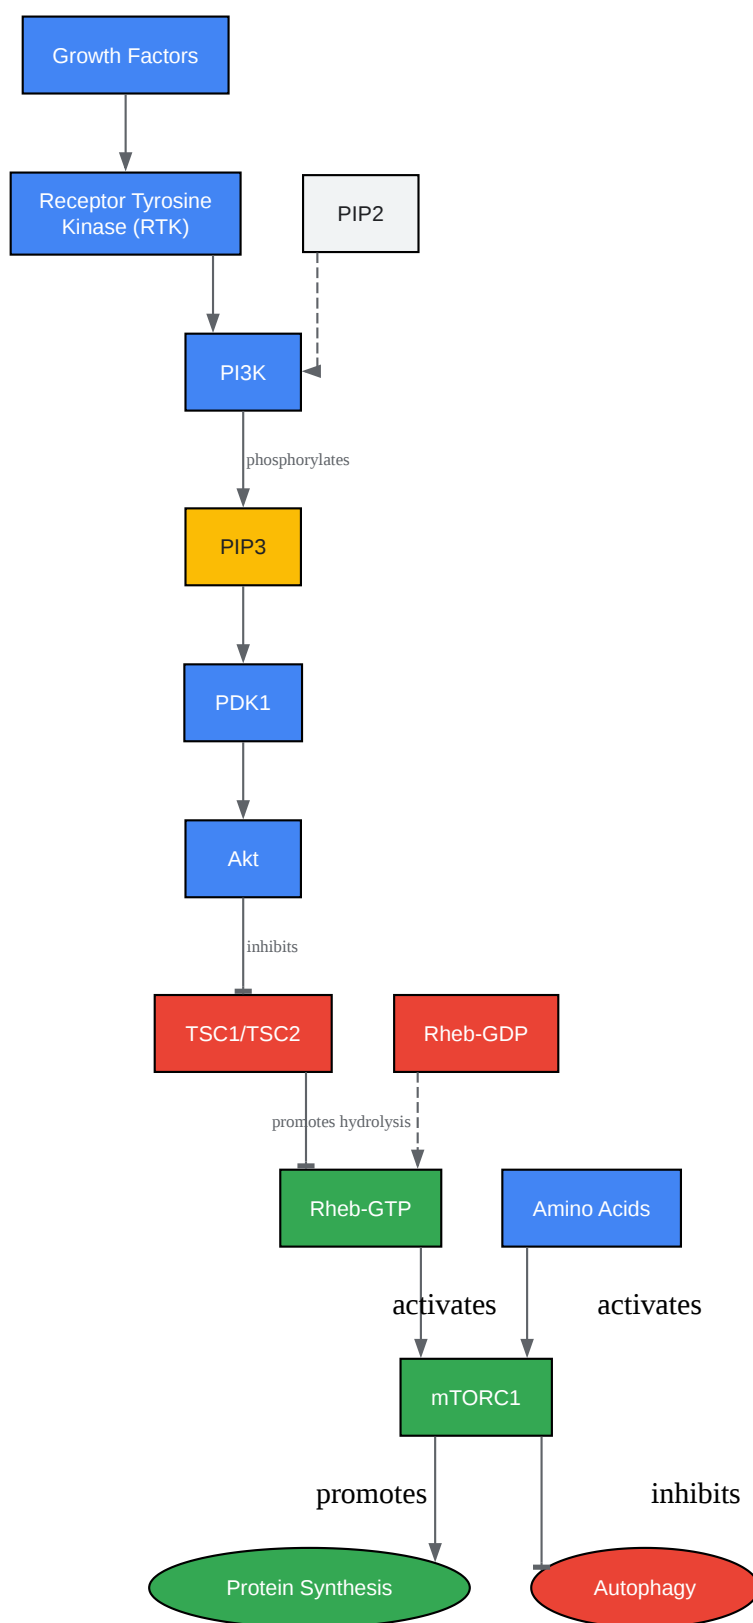 Growth Factors
Receptor Tyrosine
Kinase (RTK)
PIP2
PI3K
phosphorylates
PIP3
PDK1
Akt
inhibits
TSC1/TSC2
Rheb-GDP
promotes hydrolysis
Rheb-GTP
Amino Acids
activates
activates
mTORC1
promotes
inhibits
Protein Synthesis
Autophagy